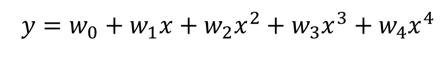 y = w₀ + w₁x + w₂x² + w₃x³ + w₄x⁴